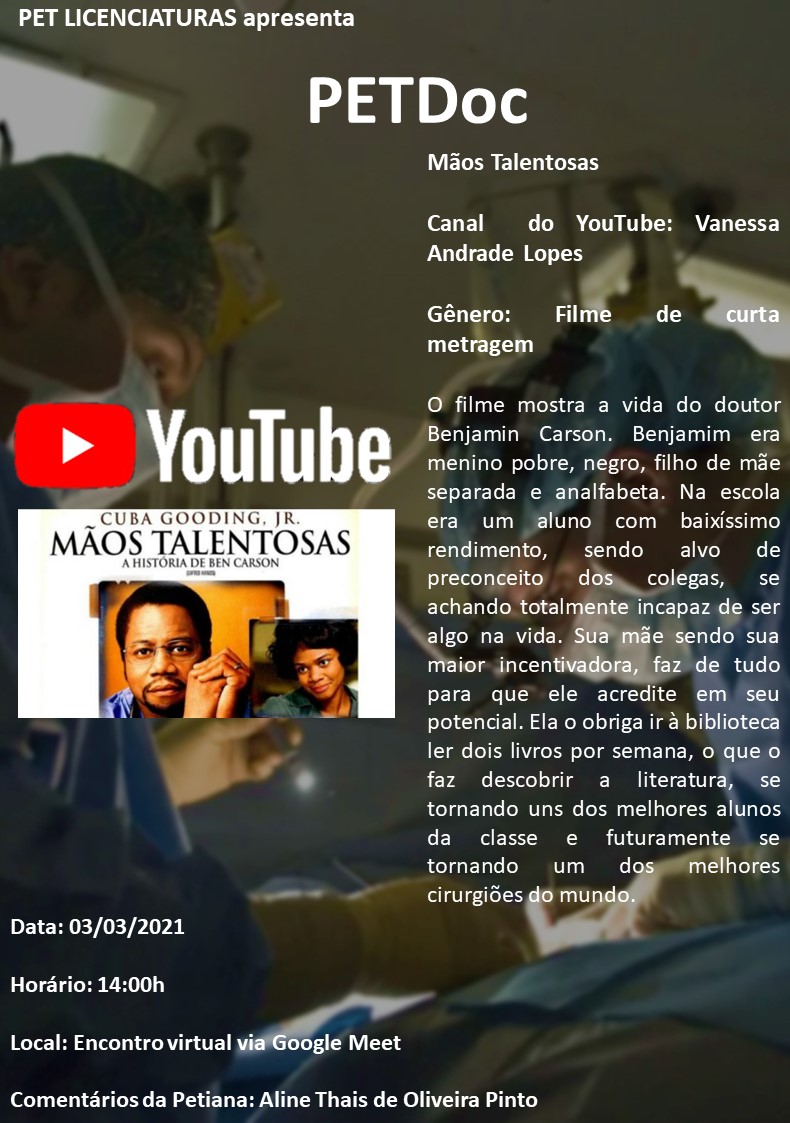 PET LICENCIATURAS apresenta
PETDoc
Mãos Talentosas
Canal do YouTube: Vanessa
Andrade Lopes
Gênero: Filme de curta
metragem
O filme mostra a vida do doutor
Benjamin Carson. Benjamim era
menino pobre, negro, filho de mãe
separada e analfabeta. Na escola
era um aluno com baixíssimo
rendimento, sendo alvo de
preconceito dos colegas, se
achando totalmente incapaz de ser
algo na vida. Sua mãe sendo sua
maior incentivadora, faz de tudo
para que ele acredite em seu
potencial. Ela o obriga ir à biblioteca
ler dois livros por semana, o que o
faz descobrir a literatura, se
tornando uns dos melhores alunos
da classe e futuramente se
tornando um dos melhores
cirurgiões do mundo.
YouTube
CUBA GOODING, JR.
MÃOS TALENTOSAS
A HISTÓRIA DE BEN CARSON
(GIFTED HANDS)
Data: 03/03/2021
Horário: 14:00h
Local: Encontro virtual via Google Meet
Comentários da Petiana: Aline Thais de Oliveira Pinto